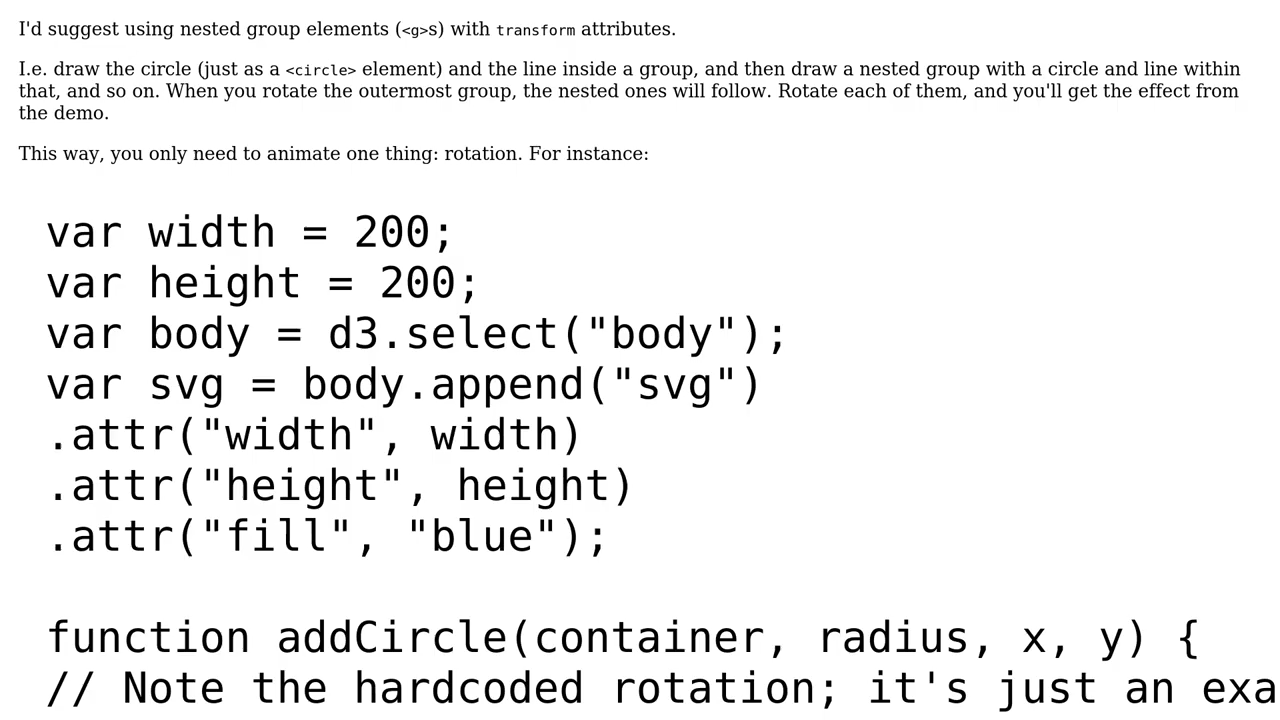 I'd suggest using nested group elements (<g>s) with transform attributes.
I.e. draw the circle (just as a <circle> element) and the line inside a group, and then draw a nested group with a circle and line within
that, and so on. When you rotate the outermost group, the nested ones will follow. Rotate each of them, and you'll get the effect from
the demo.
This way, you only need to animate one thing: rotation. For instance:
var width = 200;
var height = 200;
var body = d3.select("body");
var svg = body.append("svg")
.attr("width", width)
.attr("height", height)
.attr("fill", "blue");
function addCircle(container, radius, x, y) {
// Note the hardcoded rotation; it's just an exa